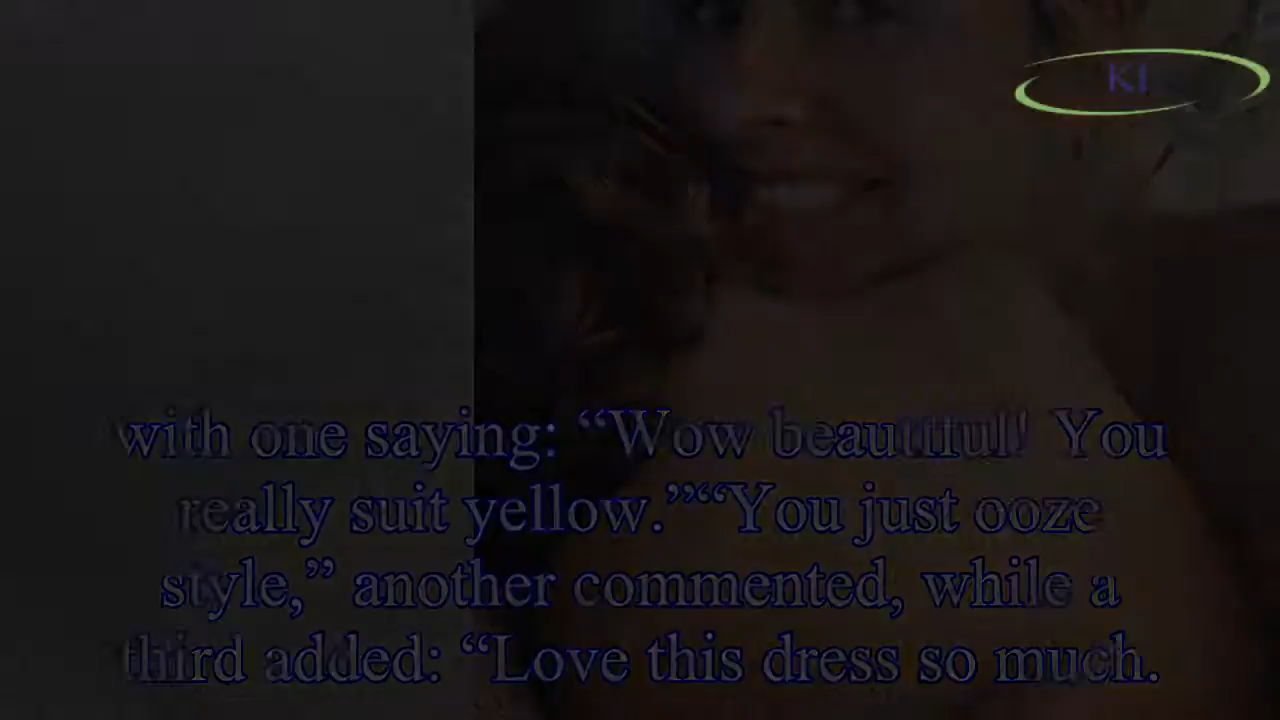 KI
with one saying: “Wow beautiful! You
really suit yellow.”“You just ooze
style,” another commented, while a
third added: “Love this dress so much.